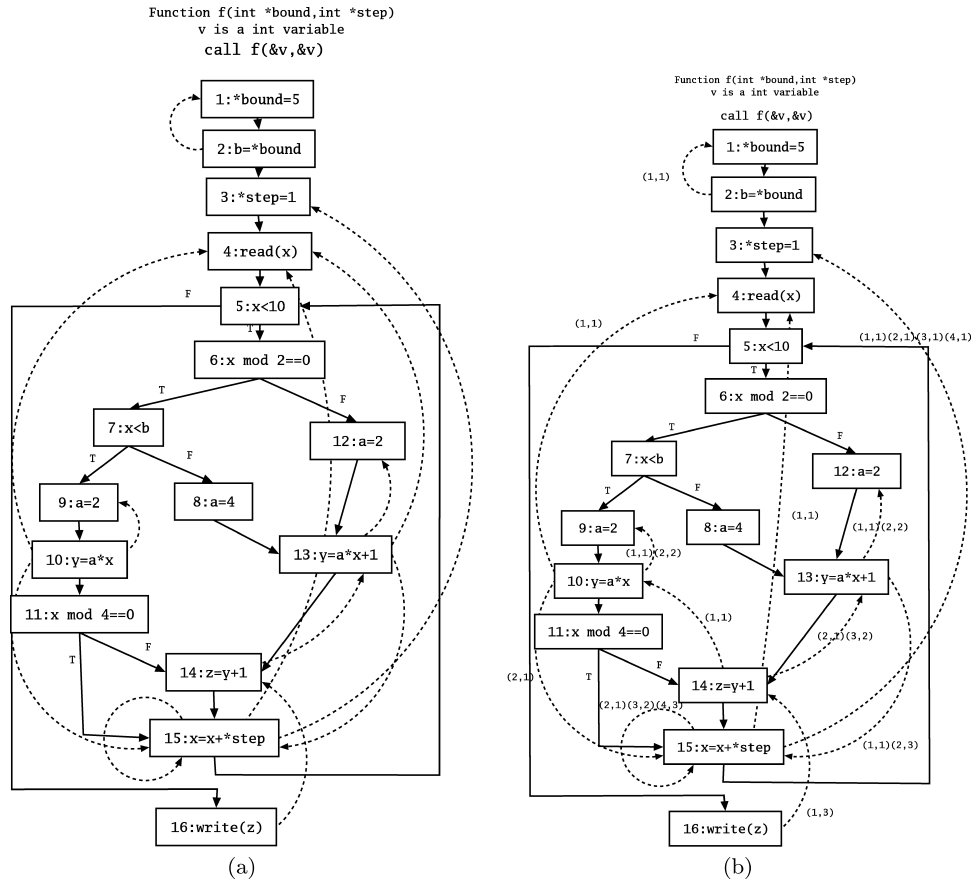 Function f(int *bound,int *step)
v is a int variable
call f(&v,&v)
1:*bound=5
2:b=*bound
3:*step=1
4:read(x)
F
5:x<10
T
6:x mod 2==0
T
F
7:x<b
12:a=2
T
F
9:a=2
8:a=4
10:y=a*x
13:y=a*x+1
11:x mod 4==0
T
F
14:z=y+1
15:x=x+*step
16:write(z)
(a)
Function f(int *bound,int *step)
v is a int variable
call f(&v,&v)
1:*bound=5
(1,1)
2:b=*bound
3:*step=1
4:read(x)
(1,1)
F
5:x<10
(1,1)(2,1)(3,1)(4,1)
T
6:x mod 2==0
T
F
7:x<b
12:a=2
T
F
9:a=2
8:a=4
(1,1)
(1,1)(2,2)
(1,1)(2,2)
10:y=a*x
13:y=a*x+1
(1,1)
11:x mod 4==0
(2,1)(3,2)
(2,1)
T
F
14:z=y+1
(2,1)(3,2)(4,3)
15:x=x+*step
(1,1)(2,3)
(1,3)
16:write(z)
(b)